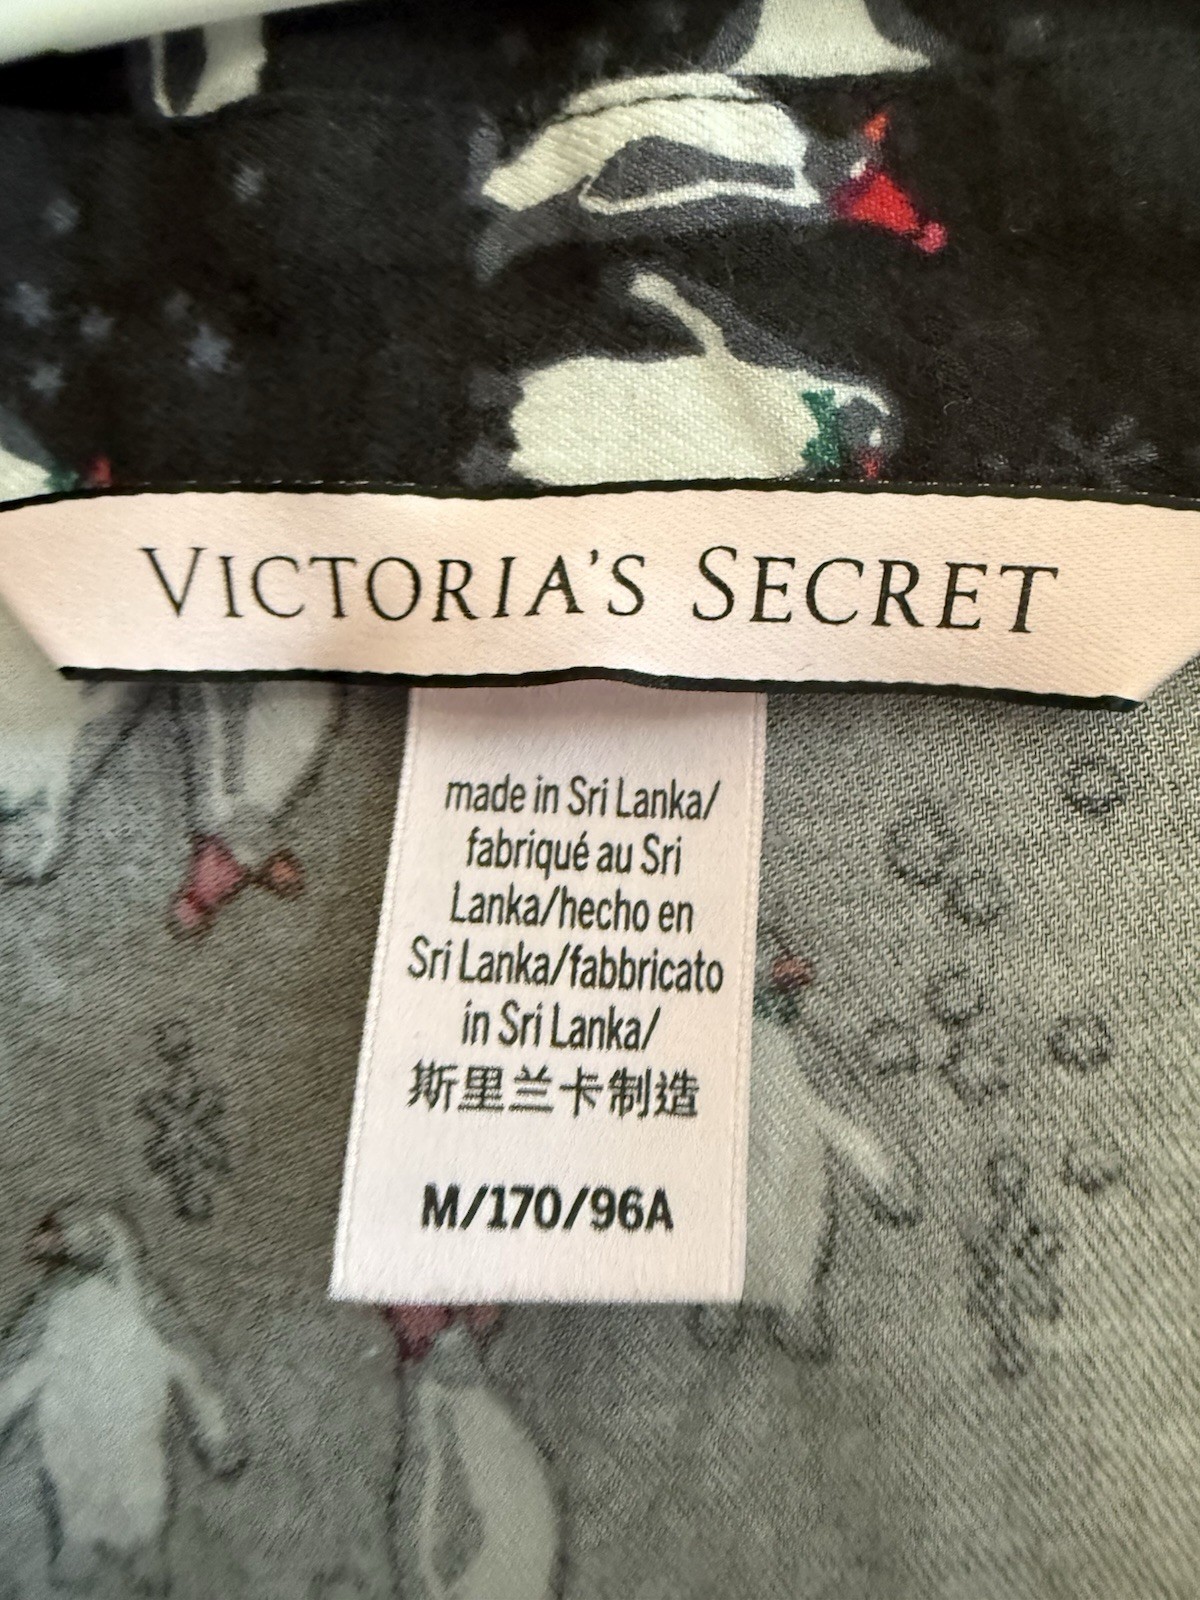 VICTORIA'S SECRET
made in Sri Lanka/
fabriqué au Sri
Lanka/hecho en
Sri Lanka/fabbricato
in Sri Lanka/
斯里兰卡制造
M/170/96A